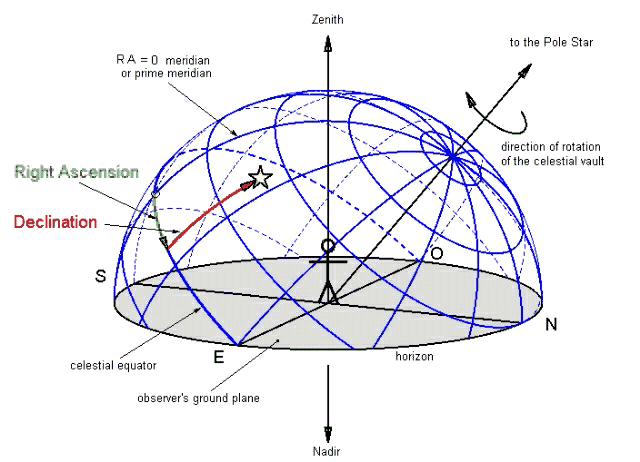 Zenith
to the Pole Star
RA = 0 meridian
or prime meridian
direction of rotation
of the celestial vault
Right Ascension
Declination
S
O
N
E
celestial equator
horizon
observer's ground plane
Nadir